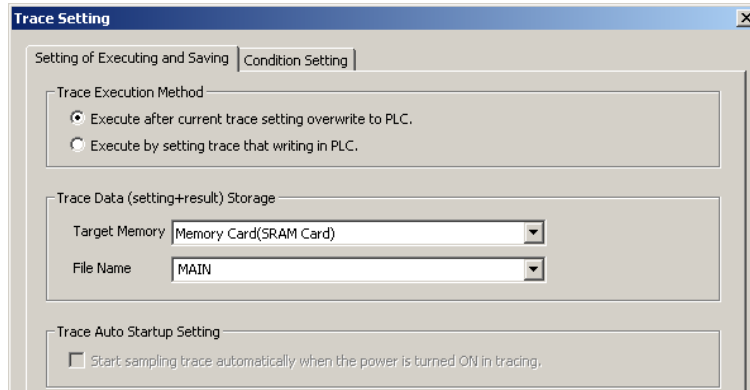 Trace Setting
Setting of Executing and Saving Condition Setting
Trace Execution Method
Execute after current trace setting overwrite to PLC.
Execute by setting trace that writing in PLC.
Trace Data (setting+result) Storage
Target Memory Memory Card(SRAM Card)
File Name MAIN
Trace Auto Startup Setting
Start sampling trace automatically when the power is turned ON in tracing.